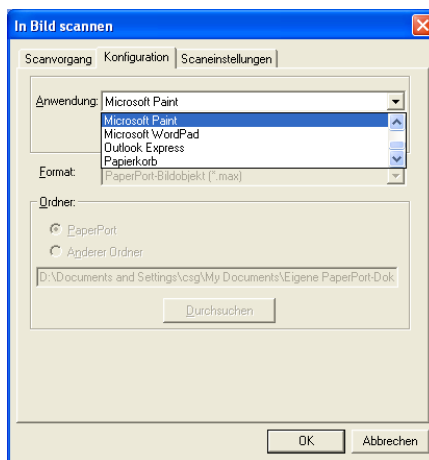 In Bild scannen
Scanvorgang Konfiguration Scaneinstellungen
Anwendung: Microsoft Paint
Microsoft Paint
Microsoft WordPad
Outlook Express
Papierkorb
Format: PaperPort-Bildobjekt (*.max)
Ordner:
PaperPort
Anderer Ordner
D:\Documents and Settings\csg\My Documents\Eigene PaperPort-Dok
Durchsuchen
OK Abbrechen